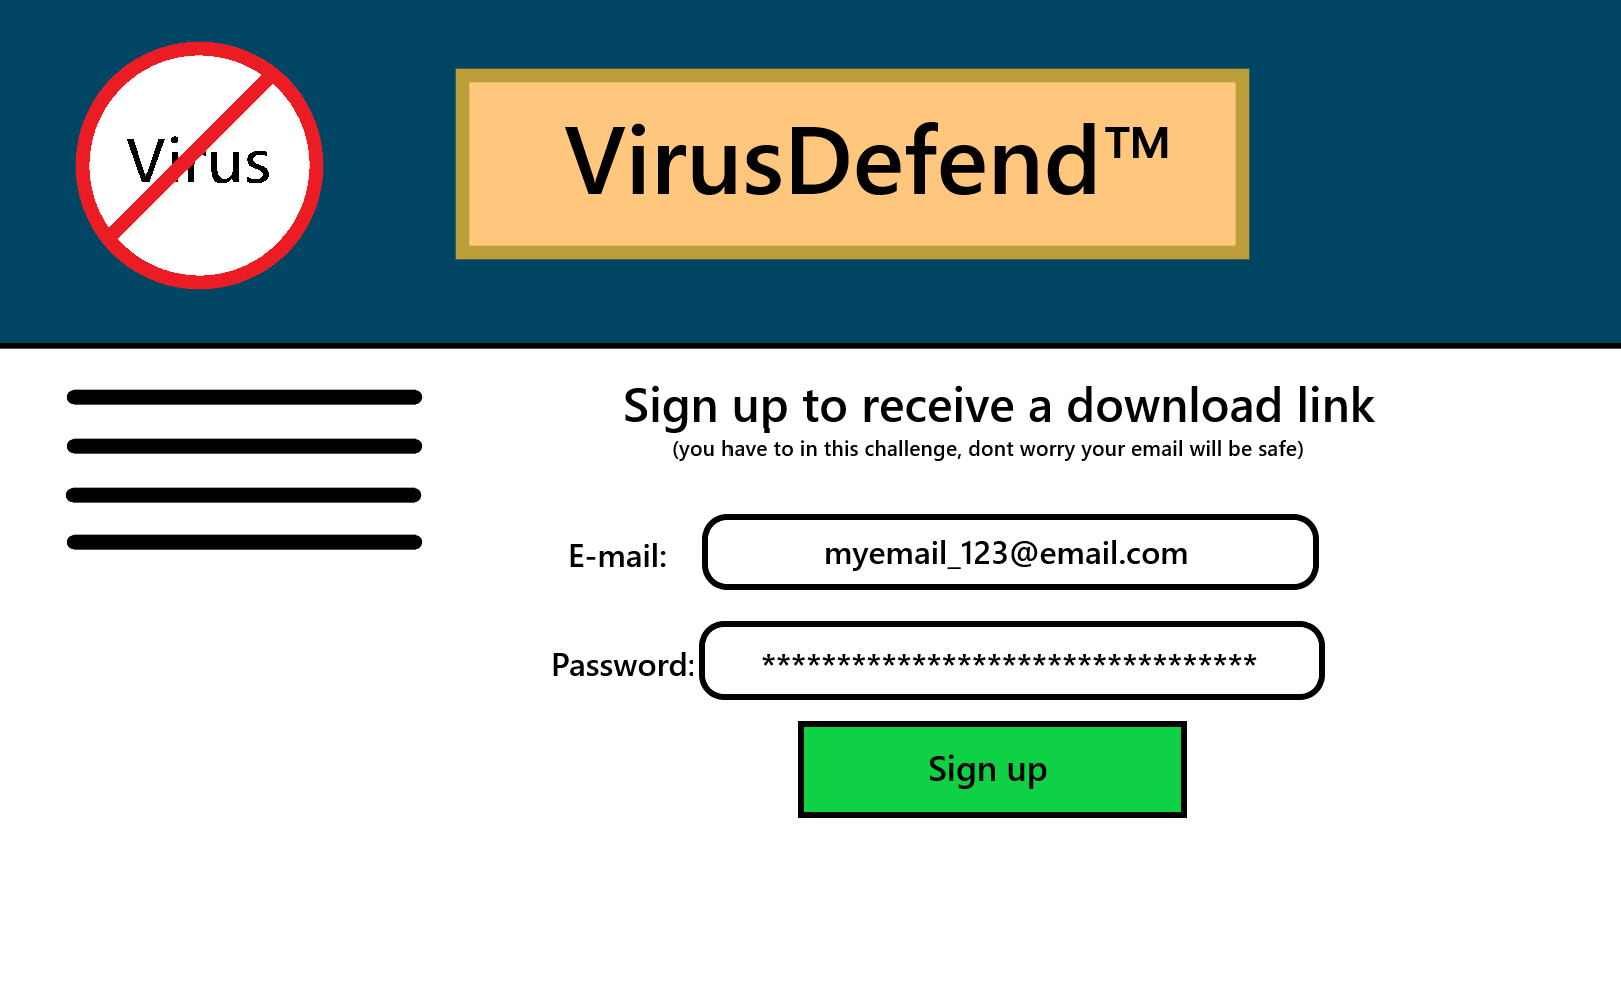 Virus
VirusDefend™
Sign up to receive a download link
(you have to in this challenge, dont worry your email will be safe)
E-mail:
myemail_123@email.com
Password:
*********************************
Sign up